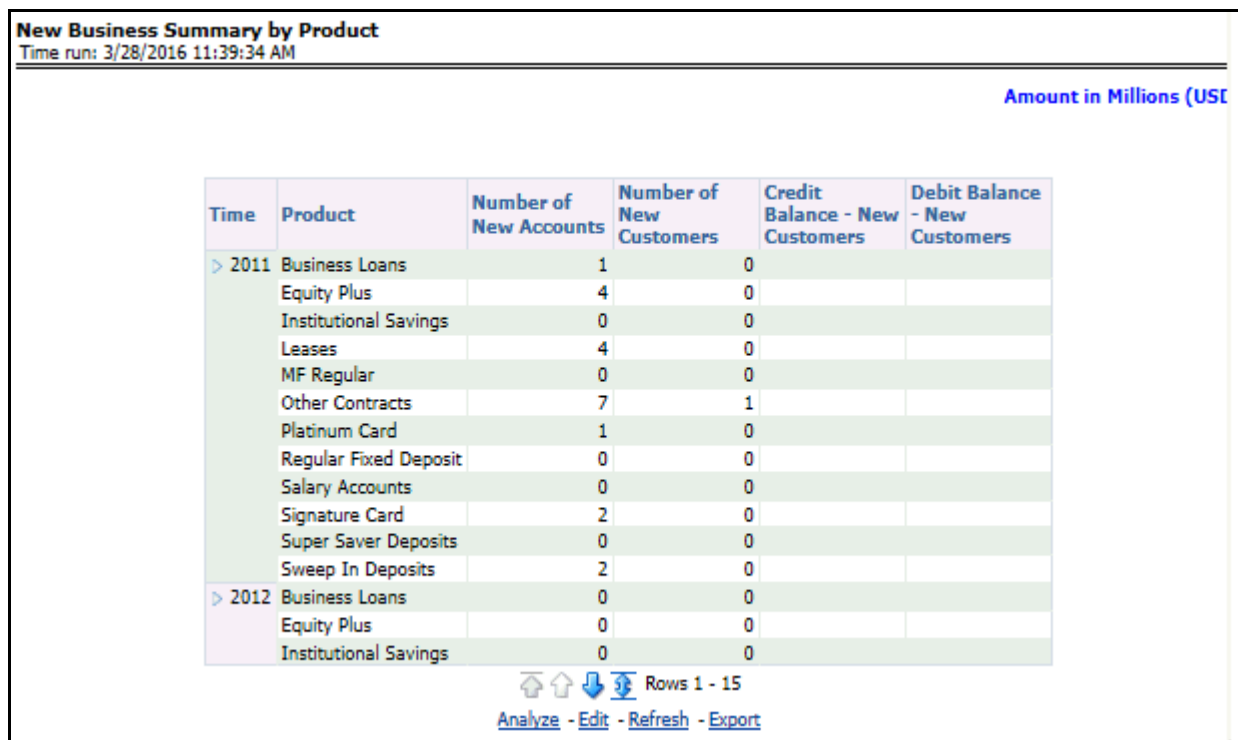 New Business Summary by Product
Time run: 3/28/2016 11:39:34 AM
Amount in Millions (USD
Time Product Number of New Accounts Number of New Customers Credit Balance - New Customers Debit Balance - New Customers
2011 Business Loans 1 0
Equity Plus 4 0
Institutional Savings 0 0
Leases 4 0
MF Regular 0 0
Other Contracts 7 1
Platinum Card 1 0
Regular Fixed Deposit 0 0
Salary Accounts 0 0
Signature Card 2 0
Super Saver Deposits 0 0
Sweep In Deposits 2 0
2012 Business Loans 0 0
Equity Plus 0 0
Institutional Savings 0 0
Rows 1 - 15
Analyze - Edit - Refresh - Export